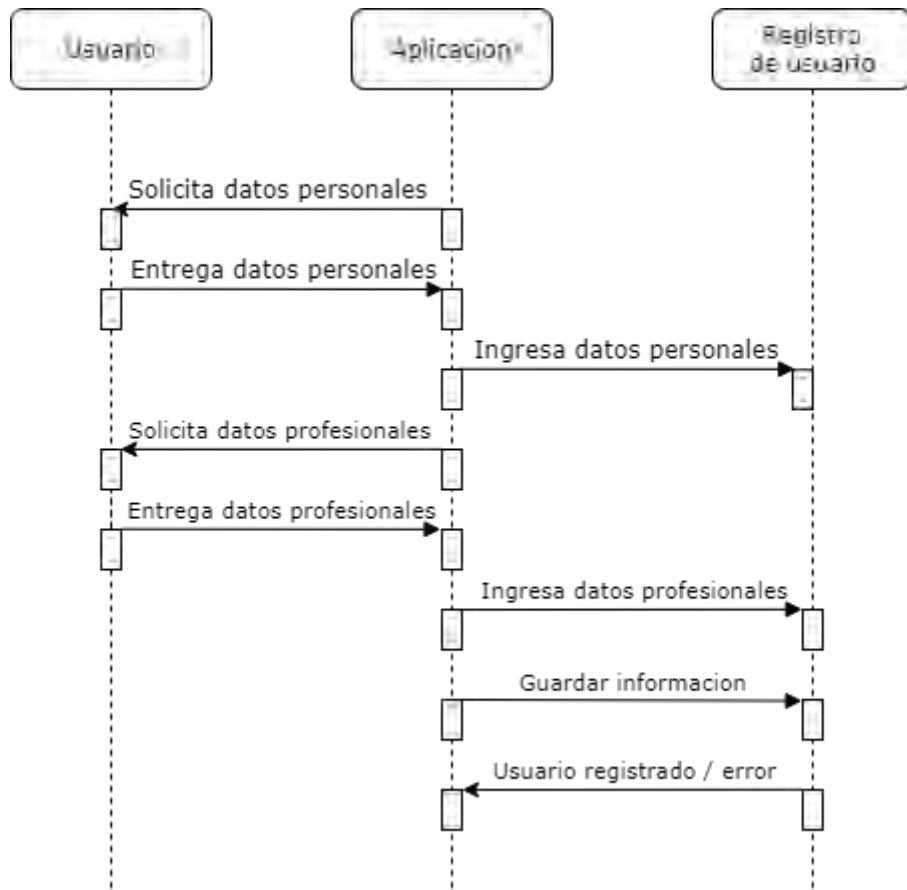 Usuario
Aplicacion
Registro
de usuario
Solicita datos personales
Entrega datos personales
Ingresa datos personales
Solicita datos profesionales
Entrega datos profesionales
Ingresa datos profesionales
Guardar informacion
Usuario registrado / error